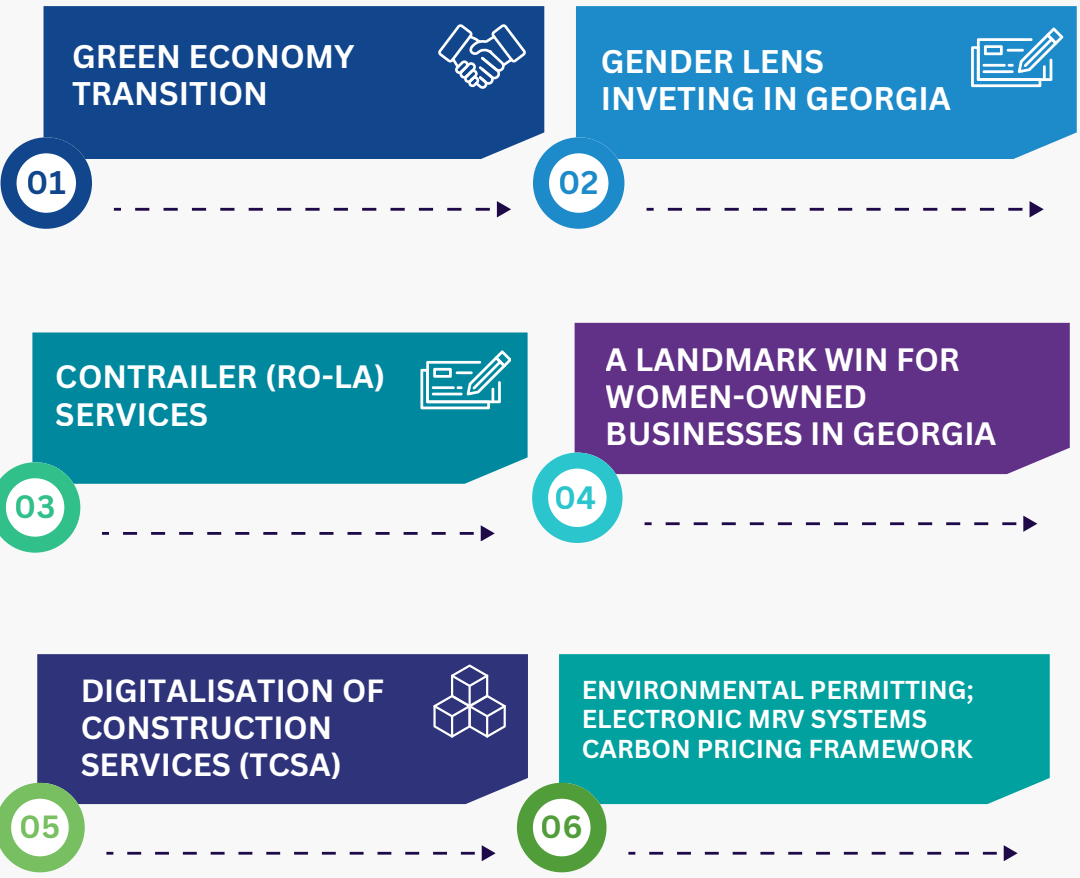 GREEN ECONOMY
TRANSITION
01
GENDER LENS
INVETING IN GEORGIA
02
CONTRAILER (RO-LA)
SERVICES
03
A LANDMARK WIN FOR
WOMEN-OWNED
BUSINESSES IN GEORGIA
04
DIGITALISATION OF
CONSTRUCTION
SERVICES (TCSA)
05
ENVIRONMENTAL PERMITTING;
ELECTRONIC MRV SYSTEMS
CARBON PRICING FRAMEWORK
06